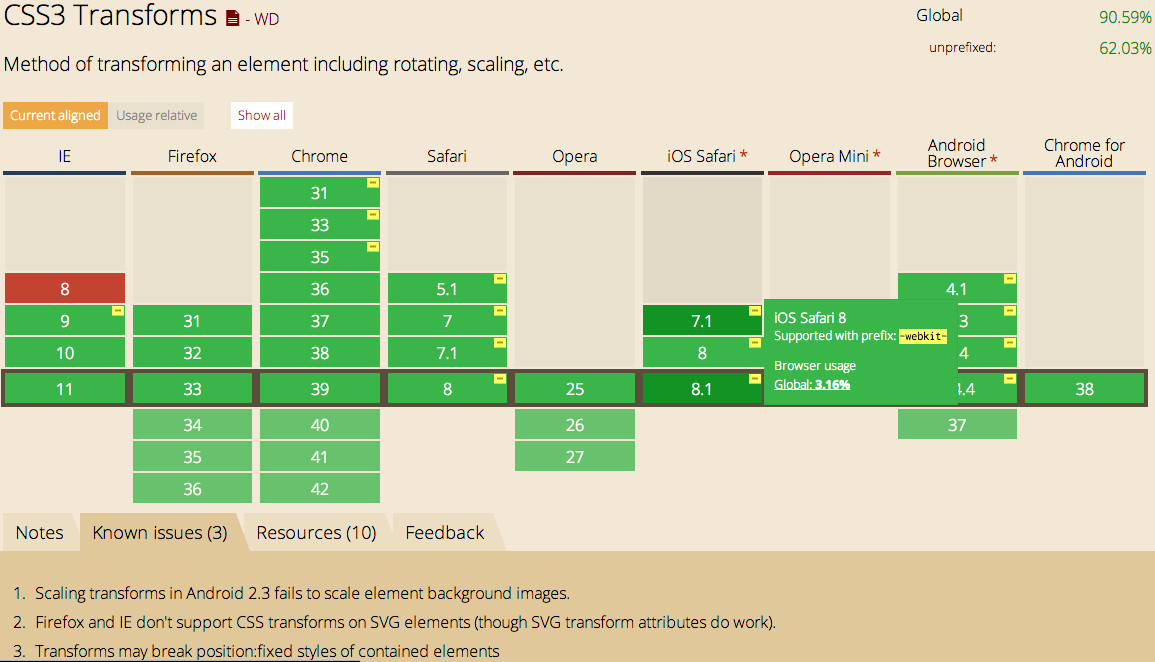 CSS3 Transforms - WD
Global 90.59%
unprefixed: 62.03%
Method of transforming an element including rotating, scaling, etc.
Current aligned Usage relative Show all
IE Firefox Chrome Safari Opera iOS Safari * Opera Mini * Android Browser * Chrome for Android
31
33
35
8 36 5.1 4.1
9 31 37 7 7.1 3
10 32 38 7.1 8 4
11 33 39 8 25 8.1 4.4 38
iOS Safari 8
Supported with prefix: -webkit-
Browser usage
Global: 3.16%
34 40 26 37
35 41 27
36 42
Notes Known issues (3) Resources (10) Feedback
1. Scaling transforms in Android 2.3 fails to scale element background images.
2. Firefox and IE don't support CSS transforms on SVG elements (though SVG transform attributes do work).
3. Transforms may break position:fixed styles of contained elements